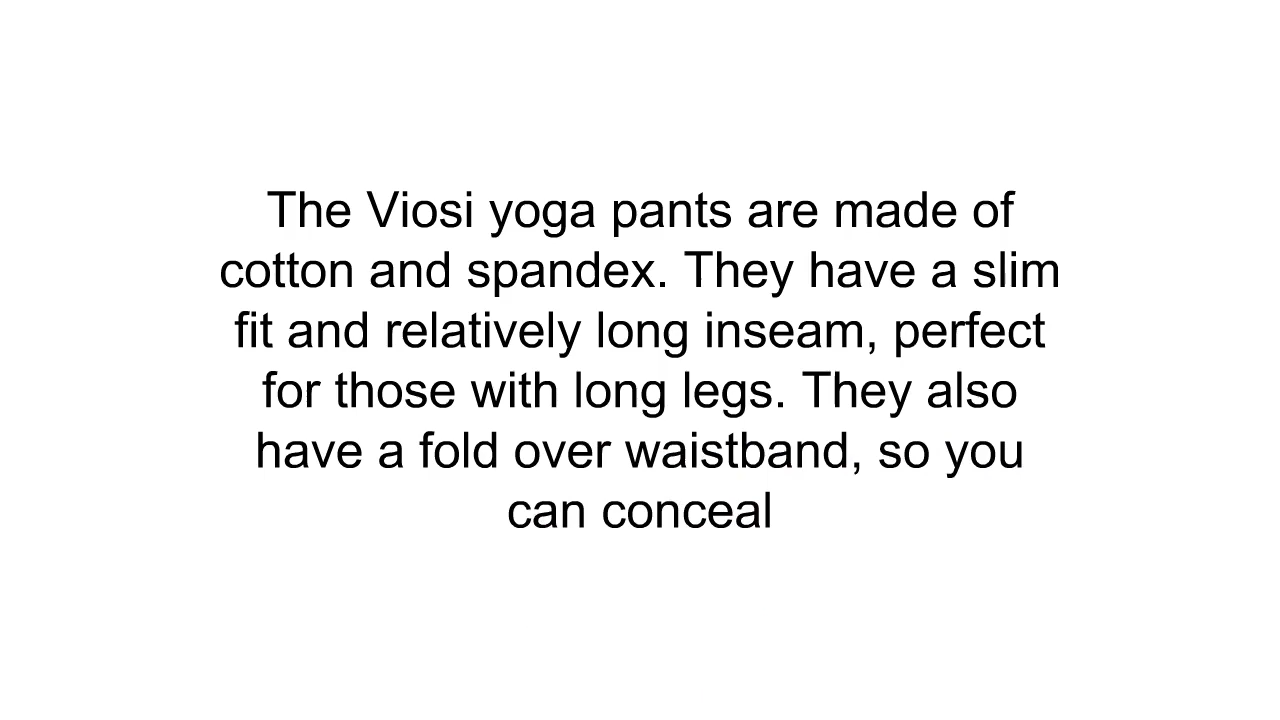 The Viosi yoga pants are made of
cotton and spandex. They have a slim
fit and relatively long inseam, perfect
for those with long legs. They also
have a fold over waistband, so you
can conceal